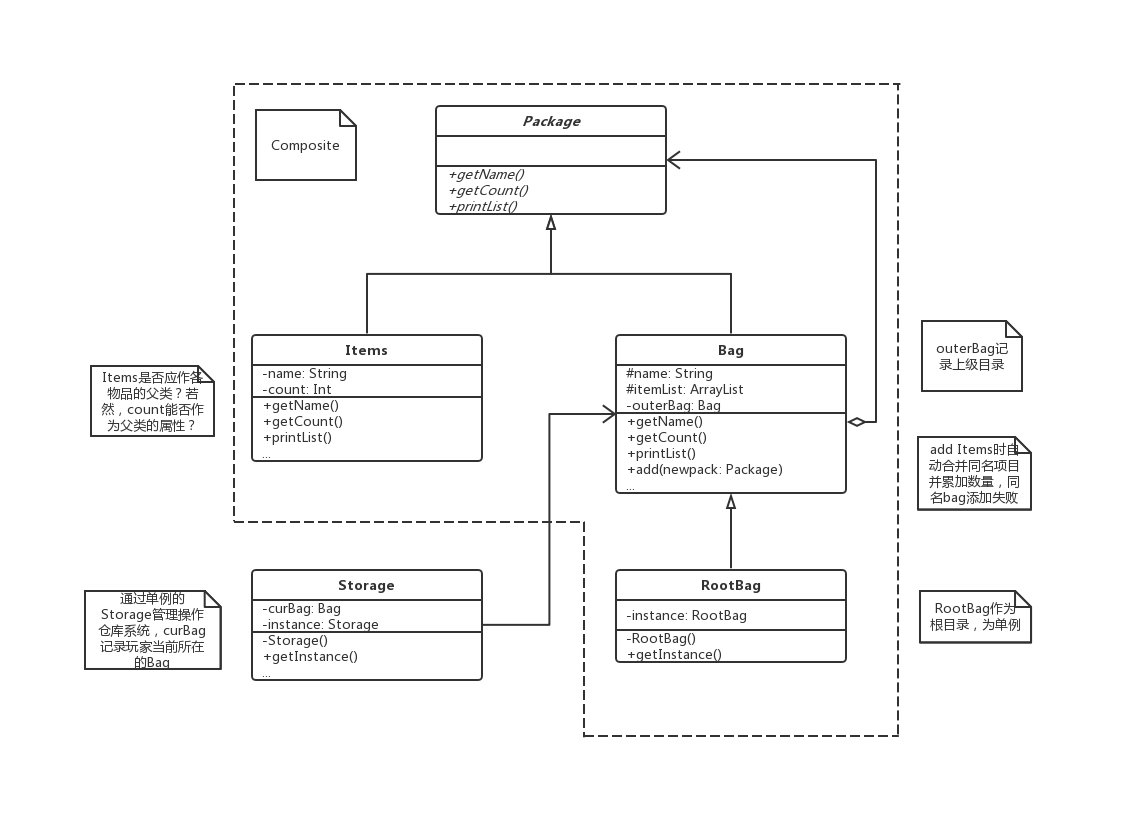 Composite
Package
+getName()
+getCount()
+printList()
Items
-name: String
-count: Int
+getName()
+getCount()
+printList()
...
Bag
#name: String
#itemList: ArrayList
-outerBag: Bag
+getName()
+getCount()
+printList()
+add(newpack: Package)
...
outerBag记
录上级目录
Items是否应作各
物品的父类？若
然，count能否作
为父类的属性？
add Items时自
动合并同名项目
并累加数量，同
名bag添加失败
通过单例的
Storage管理操作
仓库系统，curBag
记录玩家当前所在
的Bag
Storage
-curBag: Bag
-instance: Storage
-Storage()
+getInstance()
...
RootBag
-instance: RootBag
-RootBag()
+getInstance()
RootBag作为
根目录，为单例